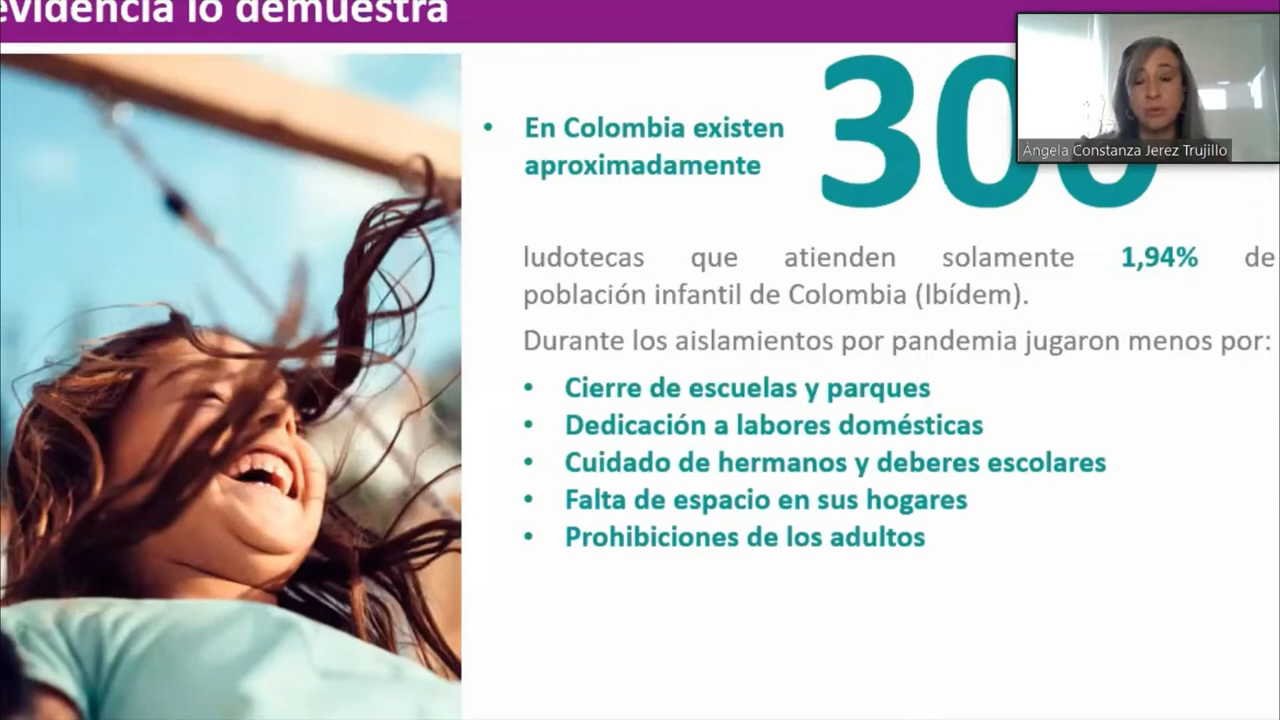 evidencia lo demuestra
• En Colombia existen
aproximadamente
300
ludotecas que atienden solamente 1,94% de
población infantil de Colombia (Ibídem).
Durante los aislamientos por pandemia jugaron menos por:
• Cierre de escuelas y parques
• Dedicación a labores domésticas
• Cuidado de hermanos y deberes escolares
• Falta de espacio en sus hogares
• Prohibiciones de los adultos
Ángela Constanza Jerez Trujillo